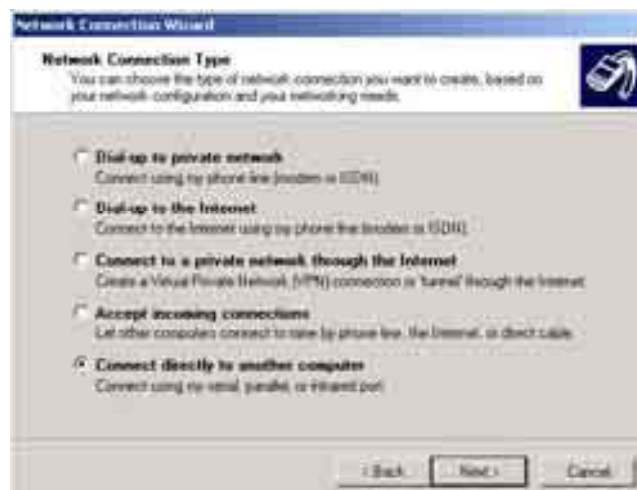 Network Connection Wizard
Network Connection Type
You can choose the type of network connection you want to create, based on
your network configuration and your networking needs.
Dial-up to private network
Connect using my phone line (modem or ISDN).
Dial-up to the Internet
Connect to the Internet using my phone line (modem or ISDN).
Connect to a private network through the Internet
Create a Virtual Private Network (VPN) connection or 'tunnel' through the Internet.
Accept incoming connections
Let other computers connect to mine by phone line, the Internet, or direct cable.
Connect directly to another computer
Connect using my serial, parallel, or infrared port.
< Back
Next >
Cancel